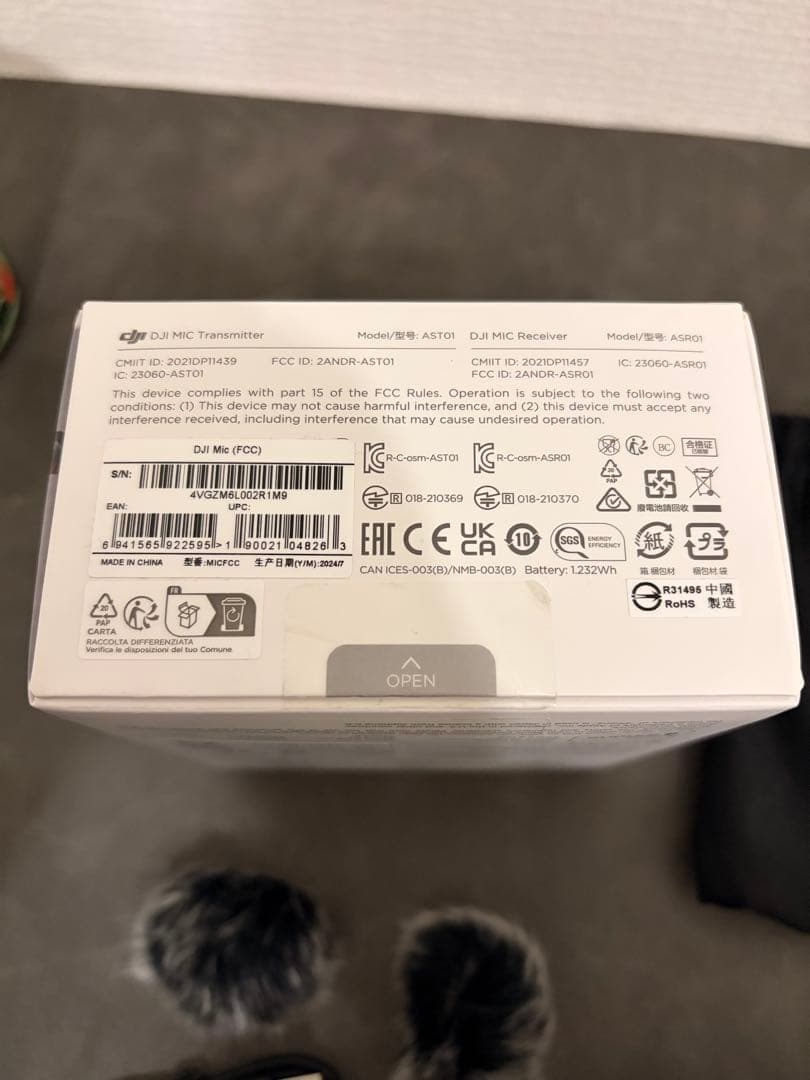 dji DJI MIC Transmitter Model/型号: AST01 DJI MIC Receiver Model/型号: ASR01
CMIIT ID: 2021DP11439 FCC ID: 2ANDR-AST01
IC: 23060-AST01
CMIIT ID: 2021DP11457 IC: 23060-ASR01
FCC ID: 2ANDR-ASR01
This device complies with part 15 of the FCC Rules. Operation is subject to the following two
conditions: (1) This device may not cause harmful interference, and (2) this device must accept any
interference received, including interference that may cause undesired operation.
DJI Mic (FCC)
S/N:
4VGZM6L002R1M9
EAN: UPC:
6 941565 922595 > 1 90021 04826 3
MADE IN CHINA 型番:MICFCC 生产日期(Y/M):2024/7
R-C-osm-AST01 R-C-osm-ASR01
R 018-210369 R 018-210370
BC 合格证
PAP
廢電池請回收
EAC CE UKCA 10 SGS ENERGY EFFICIENCY
紙 プラ
箱.梱包材 梱包材.袋
CAN ICES-003(B)/NMB-003(B) Battery: 1.232Wh
R31495 中國
RoHS 製造
20
PAP
CARTA
FR
RACCOLTA DIFFERENZIATA
Verifica le disposizioni del tuo Comune.
OPEN